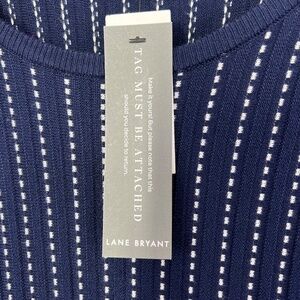 TAG MUST BE ATTACHED
Make it yours! But please note that this
should you decide to return.
LANE BRYANT